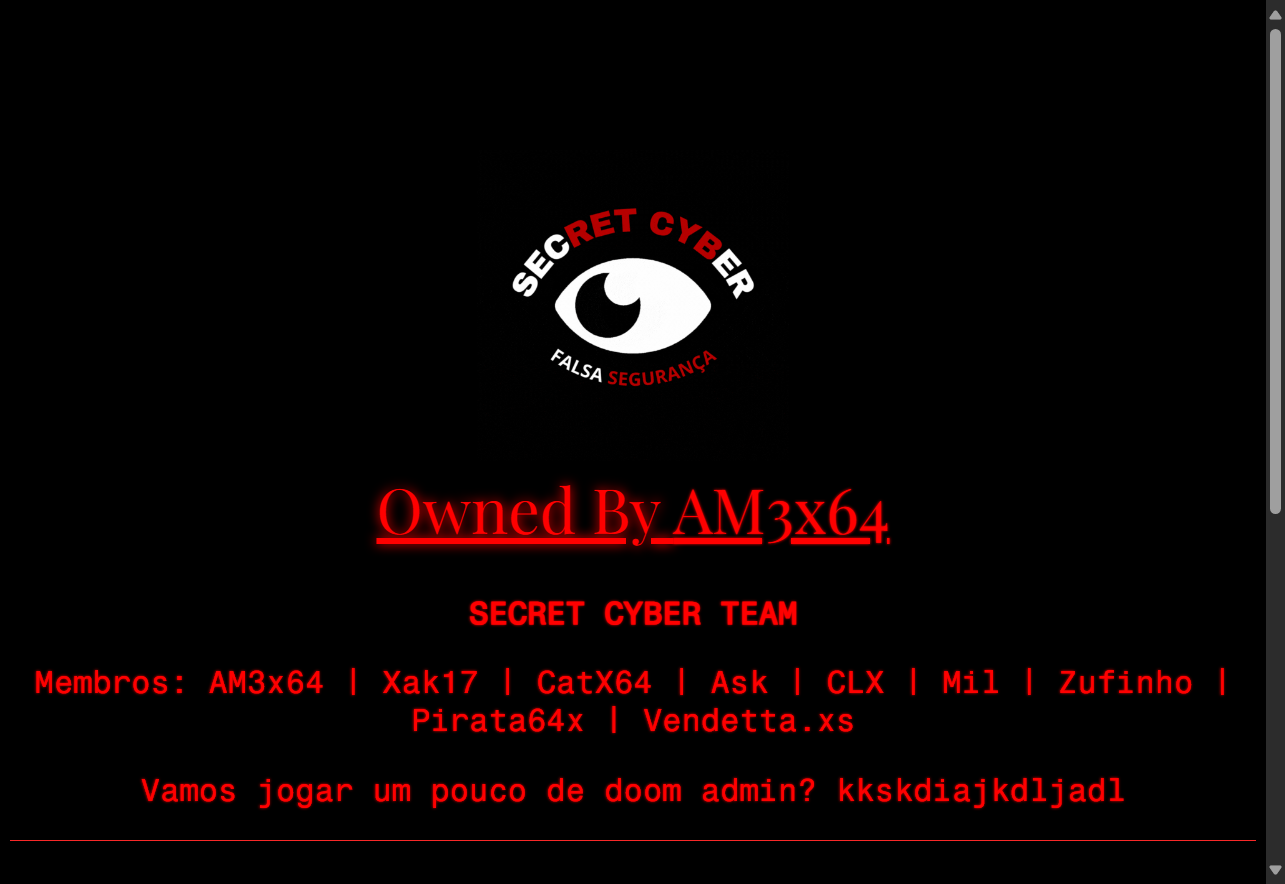 SECRET CYBER
FALSA SEGURANÇA
Owned By AM3x64
SECRET CYBER TEAM
Membros: AM3x64 | Xak17 | CatX64 | Ask | CLX | Mil | Zufinho |
Pirata64x | Vendetta.xs
Vamos jogar um pouco de doom admin? kkskdiajkdljadl